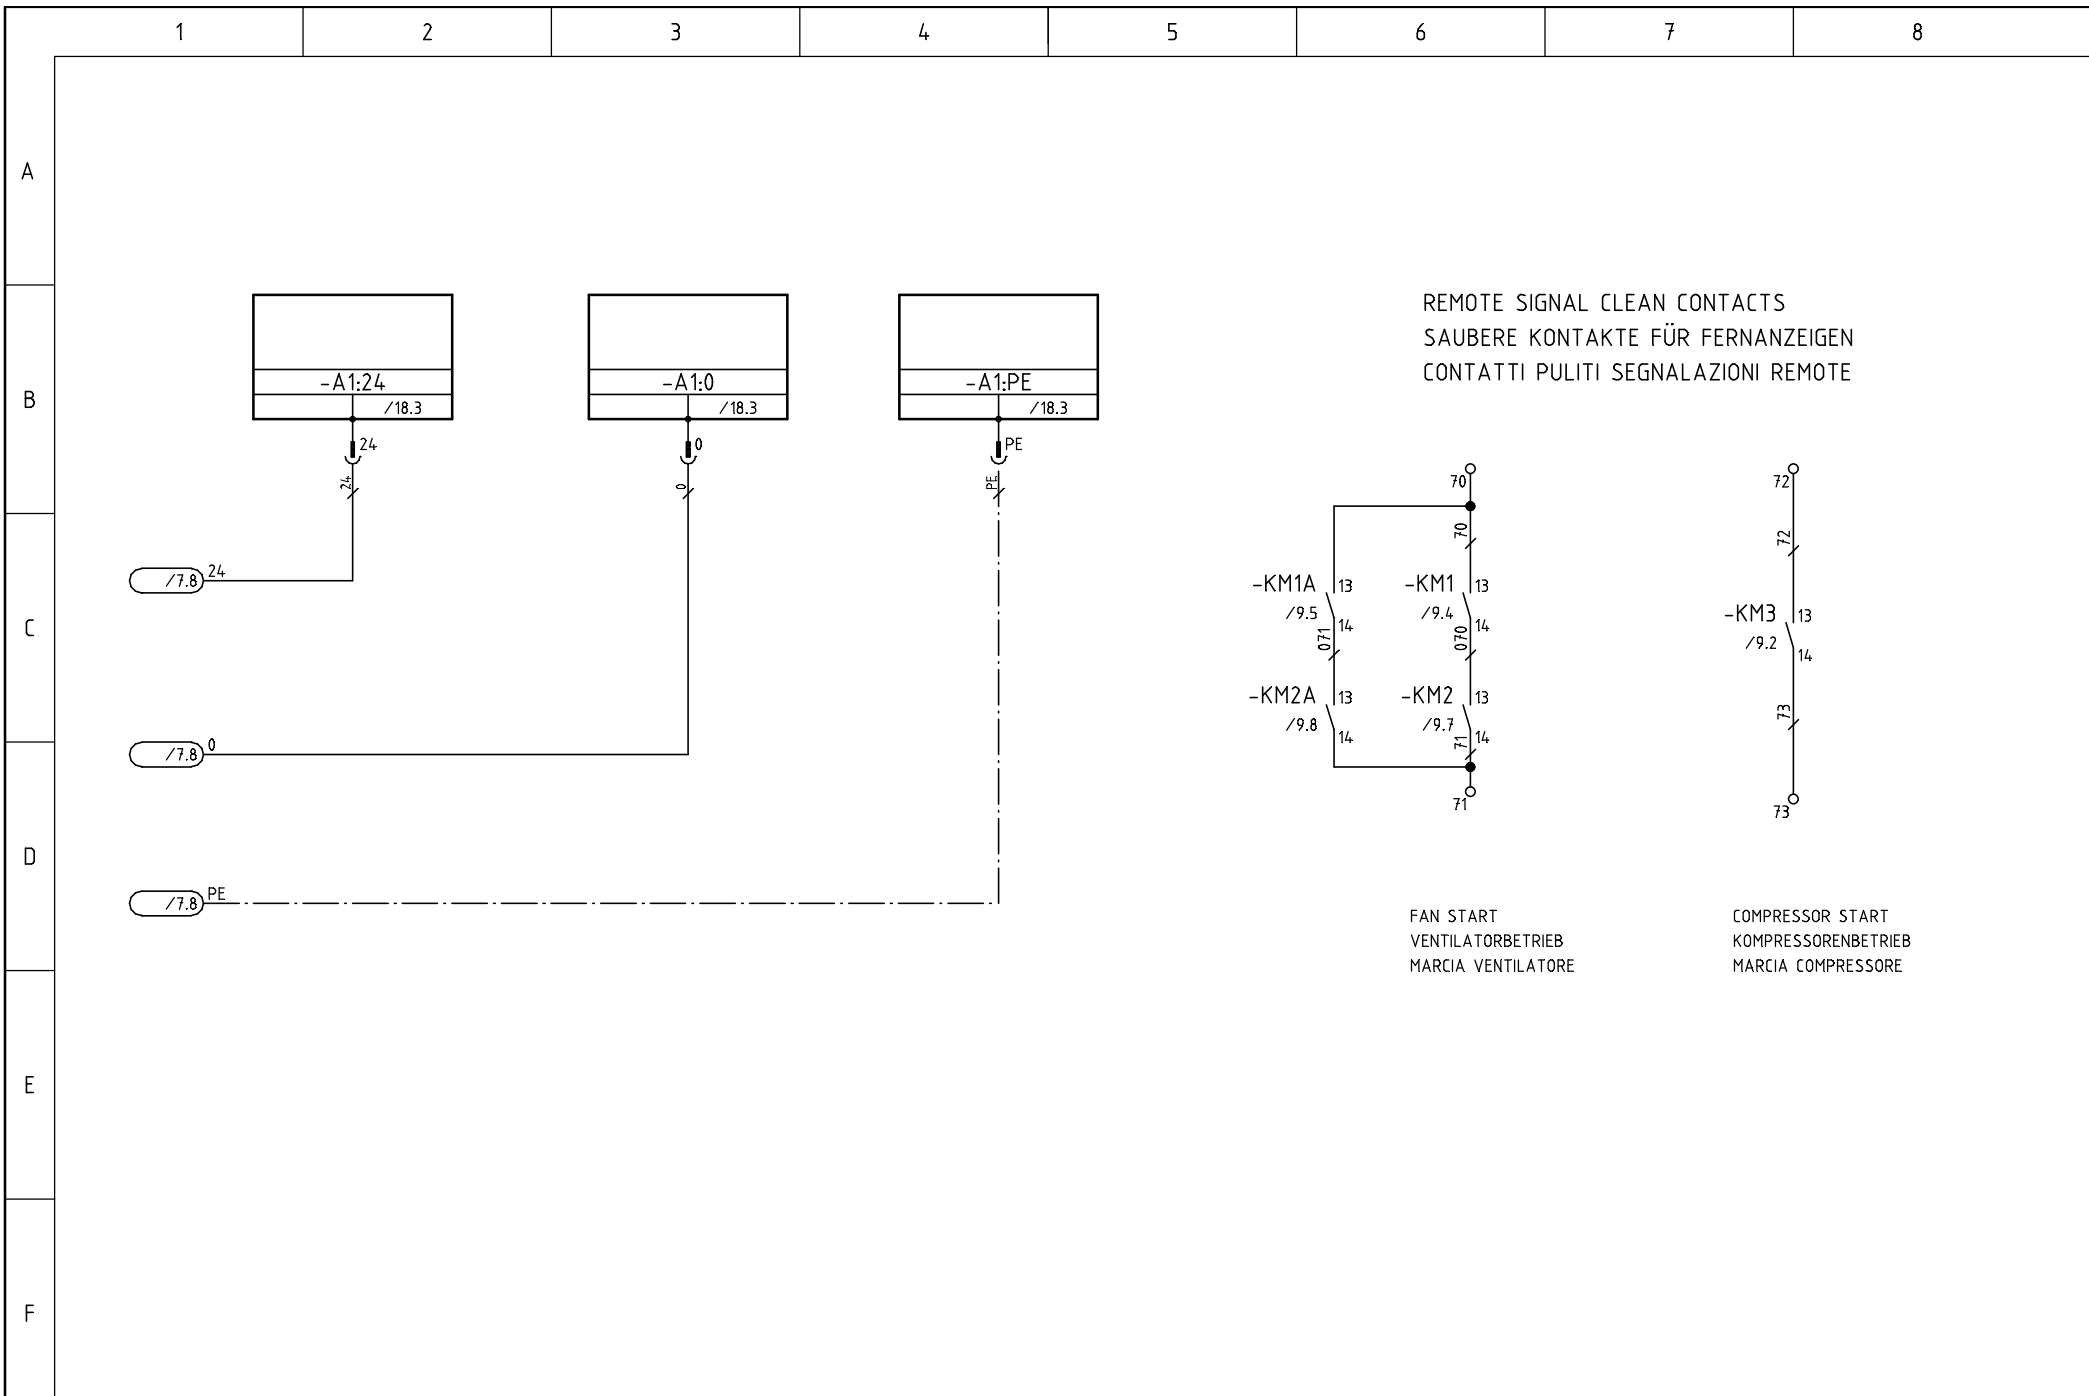 1 2 3 4 5 6 7 8
A
B
C
D
E
F
REMOTE SIGNAL CLEAN CONTACTS
SAUBERE KONTAKTE FÜR FERNANZEIGEN
CONTATTI PULITI SEGNALAZIONI REMOTE
-A1:24
/18.3
24
24
-A1:0
/18.3
0
0
-A1:PE
/18.3
PE
PE
/7.8 24
/7.8 0
/7.8 PE
70
70
-KM1A 13
/9.5
14
071
-KM1 13
/9.4
14
070
-KM2A 13
/9.8
14
-KM2 13
/9.7
14
71
71
72
72
-KM3 13
/9.2
14
73
73
FAN START
VENTILATORBETRIEB
MARCIA VENTILATORE
COMPRESSOR START
KOMPRESSORENBETRIEB
MARCIA COMPRESSORE